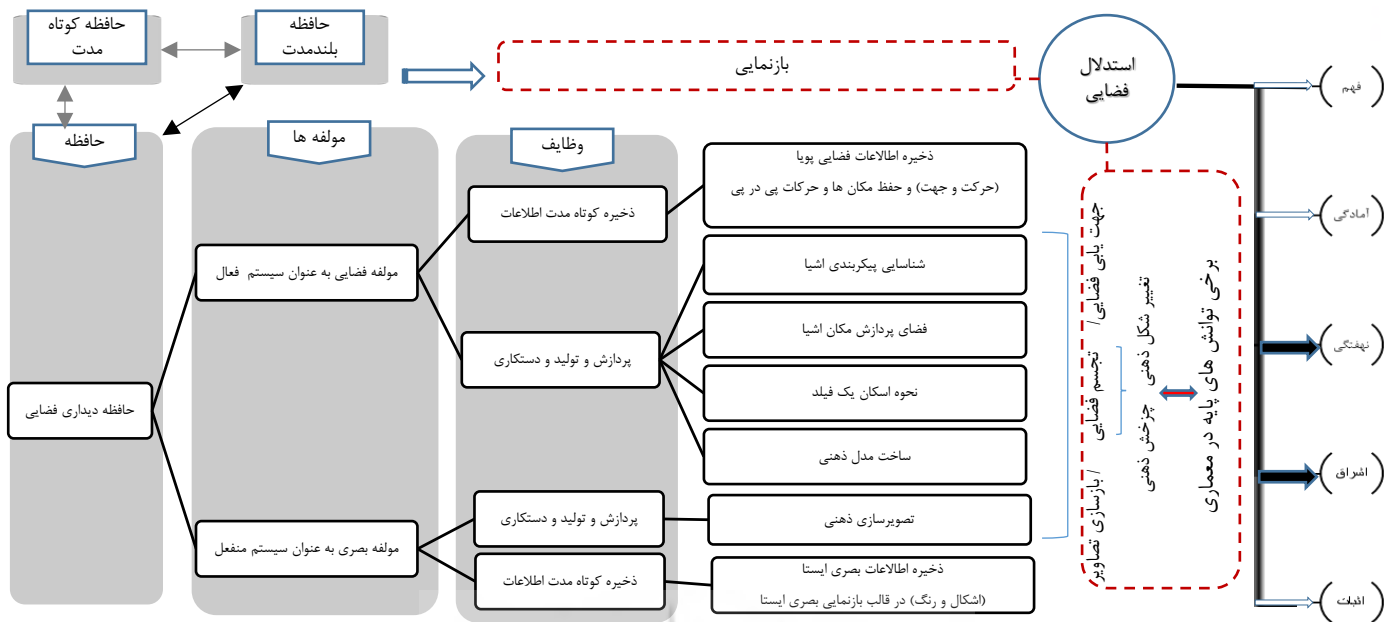 حافظه کوتاه
مدت
حافظه
بلندمدت
بازنمایی
استدلال
فضایی
حافظه
مولفه ها
وظایف
حافظه دیداری فضایی
مولفه فضایی به عنوان سیستم فعال
مولفه بصری به عنوان سیستم منفعل
ذخیره کوتاه مدت اطلاعات
پردازش و تولید و دستکاری
پردازش و تولید و دستکاری
ذخیره کوتاه مدت اطلاعات
ذخیره اطلاعات فضایی پویا
(حرکت و جهت) و حفظ مکان ها و حرکات پی در پی
شناسایی پیکربندی اشیا
فضای پردازش مکان اشیا
نحوه اسکان یک فیلد
ساخت مدل ذهنی
تصویرسازی ذهنی
ذخیره اطلاعات بصری ایستا
(اشکال و رنگ) در قالب بازنمایی بصری ایستا
جهت یابی فضایی/ تجسم فضایی /بازسازی تصاویر
تغییر شکل ذهنی
چرخش ذهنی
برخی توانش های پایه در معماری
فهم
آمادگی
نهفتگی
اشراق
اثبات